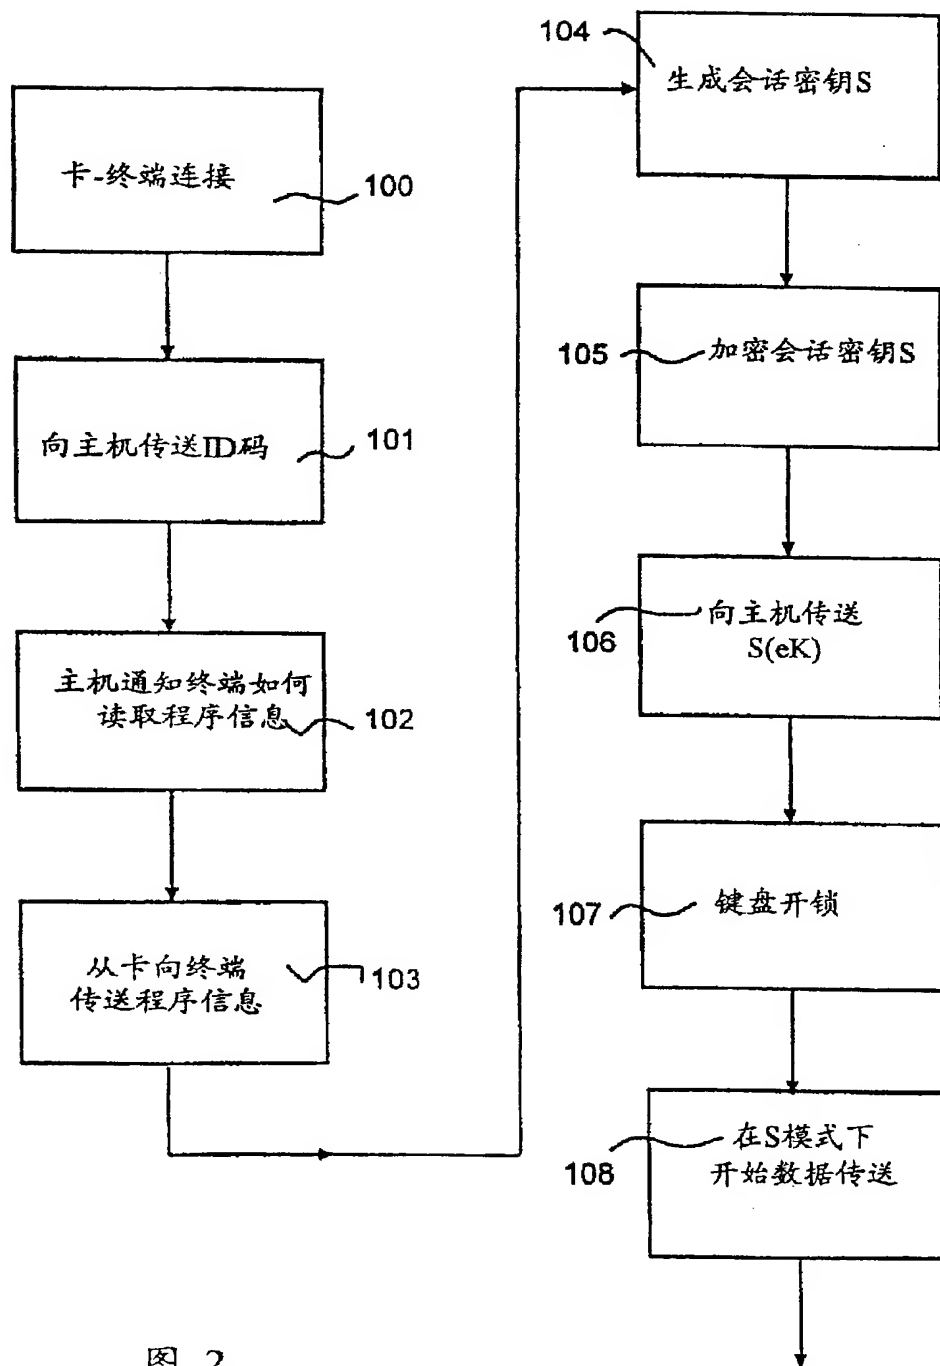 卡-终端连接
100
向主机传送ID码
101
主机通知终端如何
读取程序信息
102
从卡向终端
传送程序信息
103
104
生成会话密钥S
105
加密会话密钥S
106
向主机传送
S(eK)
107
键盘开锁
108
在S模式下
开始数据传送
图 2